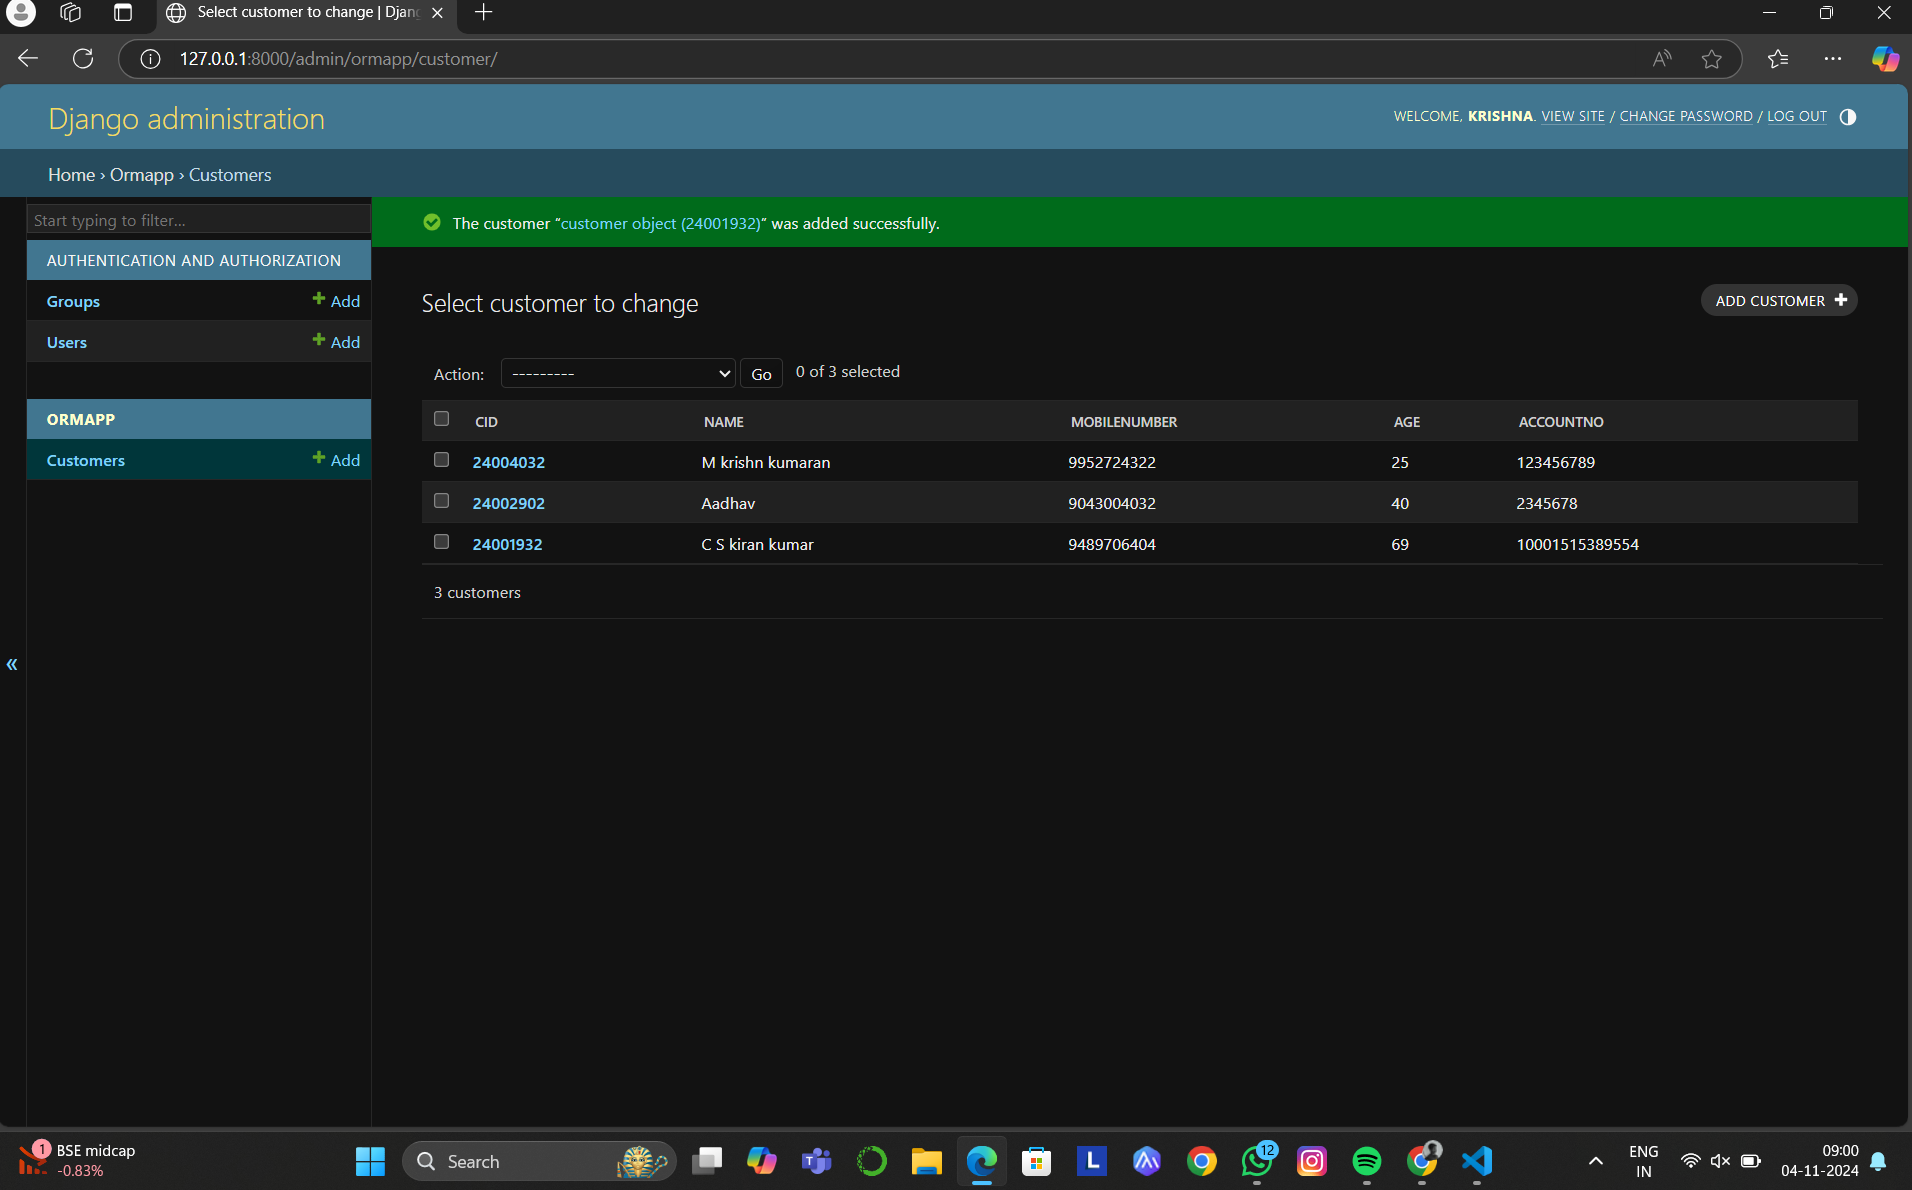 Select customer to change | Djang
127.0.0.1:8000/admin/ormapp/customer/
Django administration
WELCOME, KRISHNA. VIEW SITE / CHANGE PASSWORD / LOG OUT
Home › Ormapp › Customers
Start typing to filter...
The customer “customer object (24001932)” was added successfully.
AUTHENTICATION AND AUTHORIZATION
Groups Add
Users Add
ORMAPP
Customers Add
Select customer to change
ADD CUSTOMER
Action: --------- Go 0 of 3 selected
CID NAME MOBILENUMBER AGE ACCOUNTNO
24004032 M krishn kumaran 9952724322 25 123456789
24002902 Aadhav 9043004032 40 2345678
24001932 C S kiran kumar 9489706404 69 10001515389554
3 customers
«
1
BSE midcap
-0.83%
Search
T
L
12
ENG
IN
09:00
04-11-2024